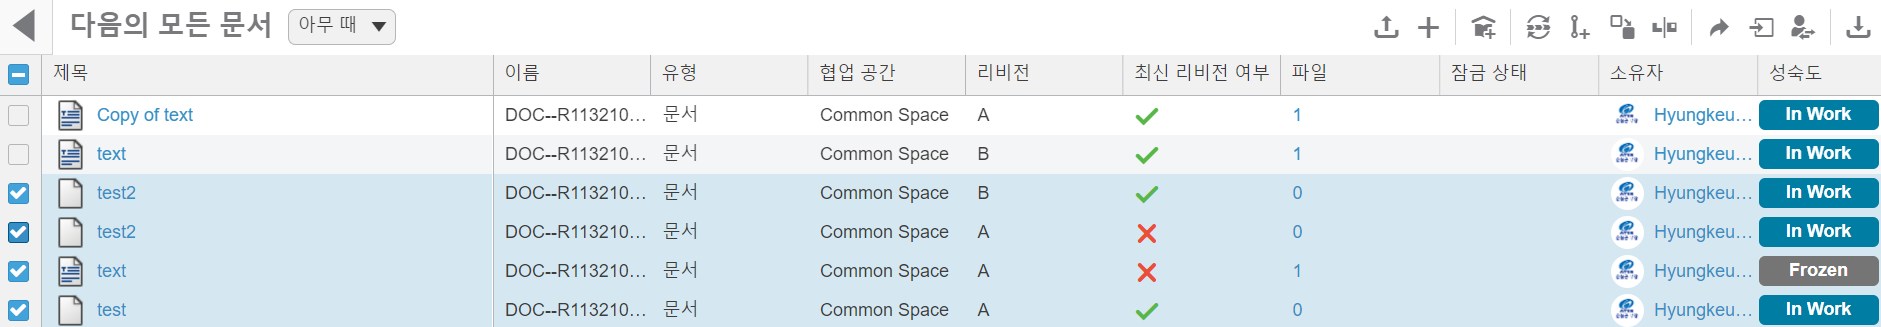 다음의 모든 문서 아무 때
제목 이름 유형 협업 공간 리비전 최신 리비전 여부 파일 잠금 상태 소유자 성숙도
Copy of text DOC--R113210... 문서 Common Space A 1 Hyungkeu... In Work
text DOC--R113210... 문서 Common Space B 1 Hyungkeu... In Work
test2 DOC--R113210... 문서 Common Space B 0 Hyungkeu... In Work
test2 DOC--R113210... 문서 Common Space A 0 Hyungkeu... In Work
text DOC--R113210... 문서 Common Space A 1 Hyungkeu... Frozen
test DOC--R113210... 문서 Common Space A 0 Hyungkeu... In Work